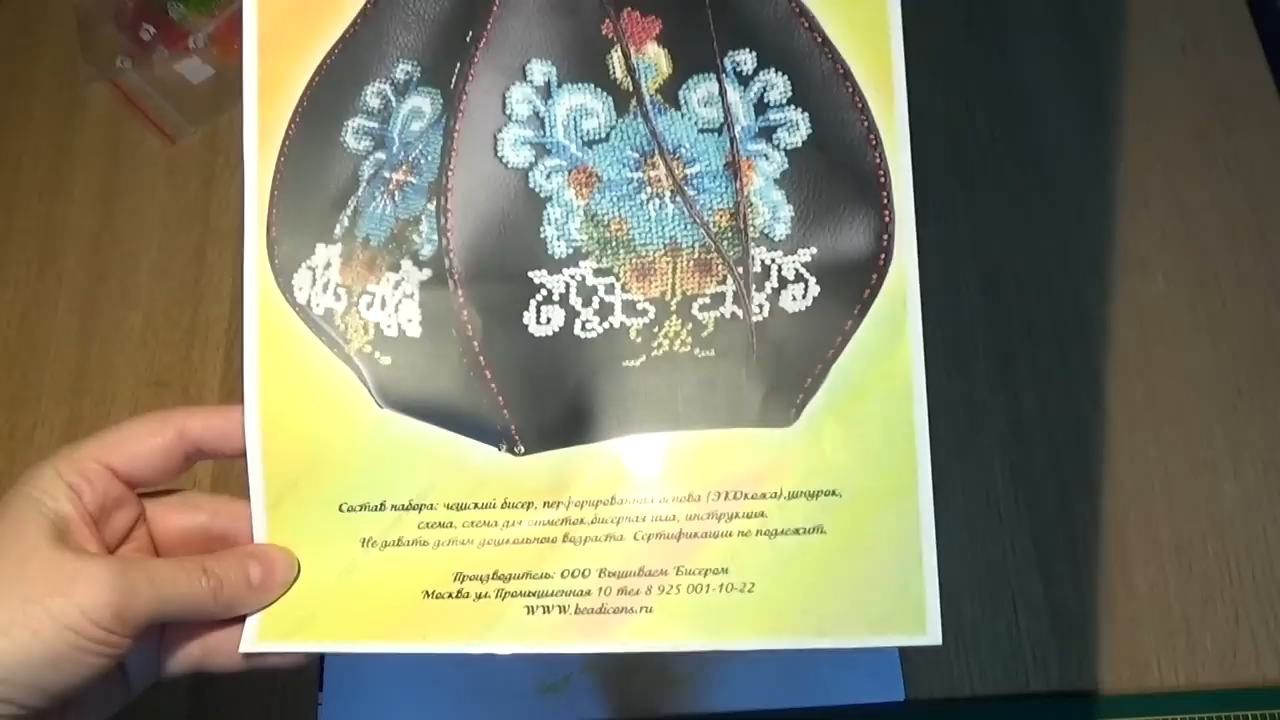 Состав набора: чешский бисер, перфорированная основа (ЭКОкожа),шнурок,
схема, схема для отметок,бисерная игла, инструкция.
Не давать детям дошкольного возраста. Сертификации не подлежит.
Производитель: ООО Вышиваем Бисером
Москва ул.Промышленная 10 тел 8 925 001-10-22
WWW.beadicons.ru